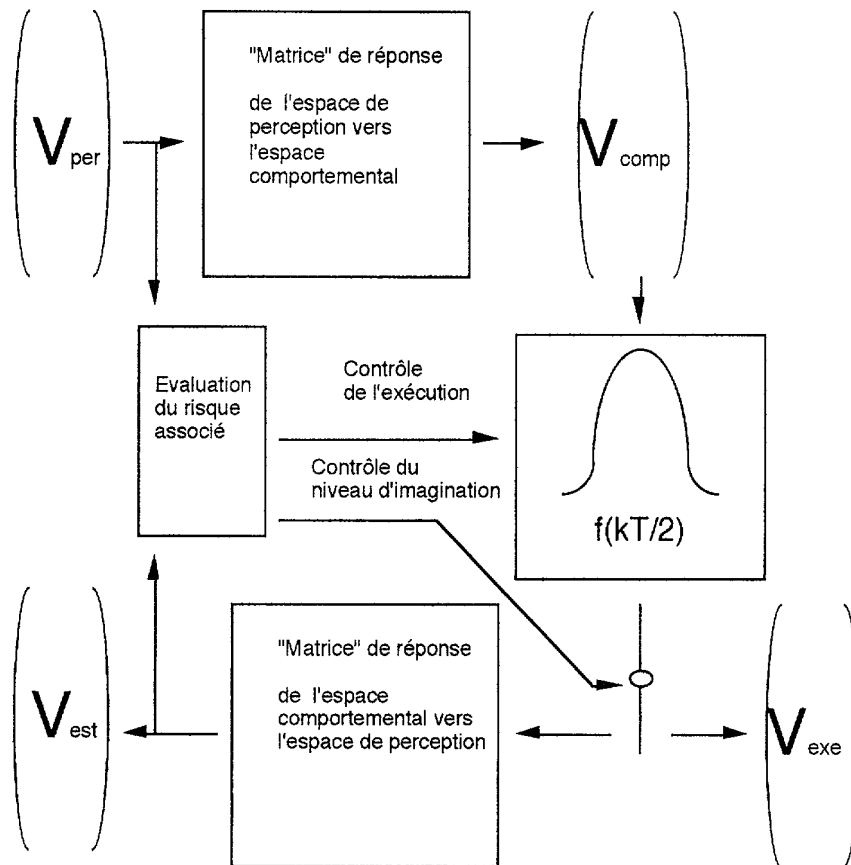 "Matrice" de réponse
de l'espace de
perception vers
l'espace
comportemental
V per
V comp
Evaluation
du risque
associé
Contrôle
de l'exécution
Contrôle du
niveau d'imagination
f(kT/2)
"Matrice" de réponse
de l'espace
comportemental vers
l'espace de perception
V est
V exe